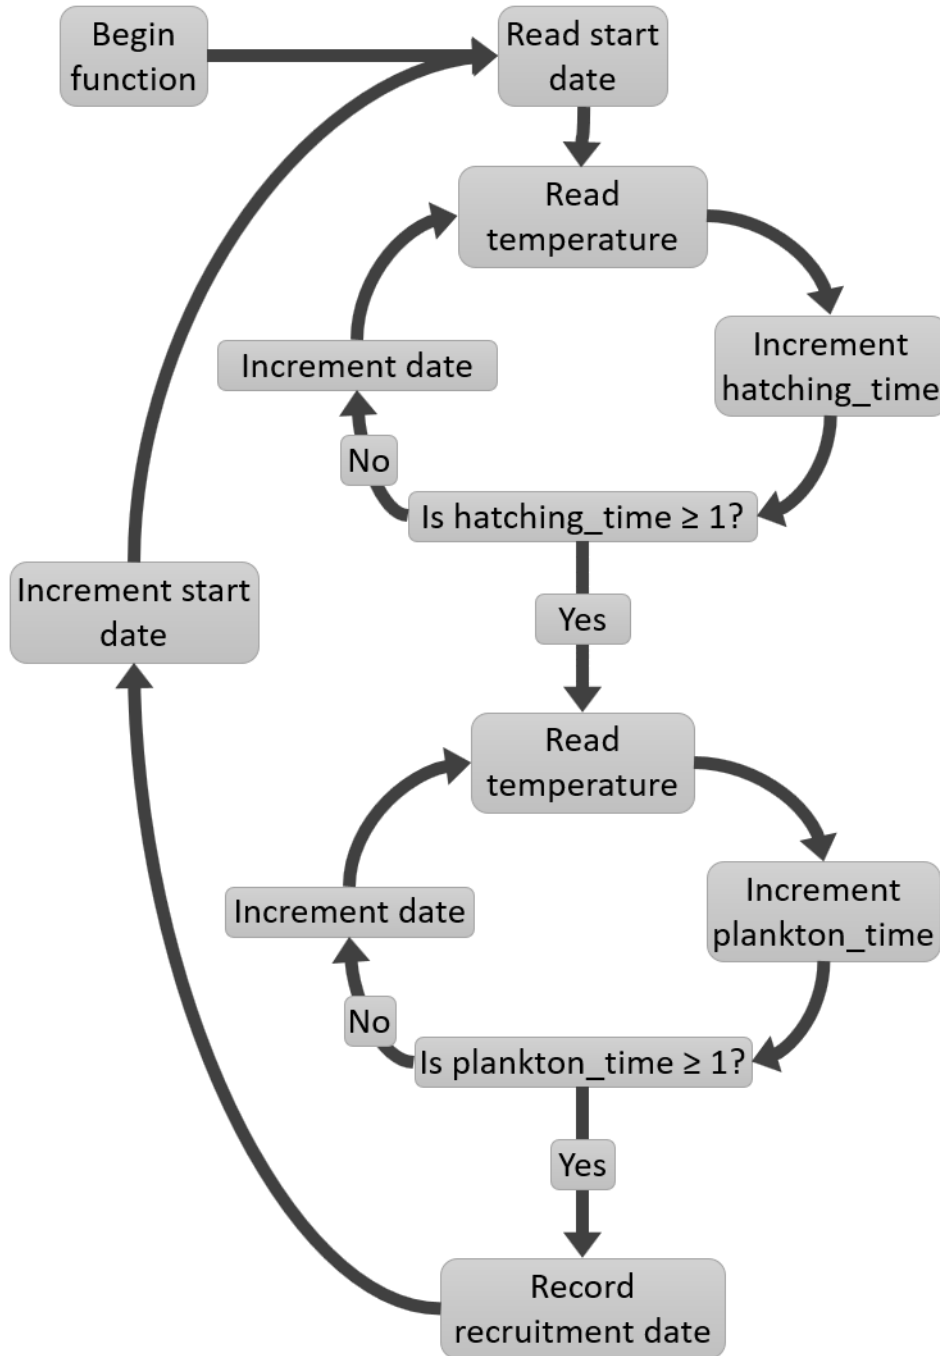 Begin
function
Read start
date
Read
temperature
Increment date
Increment
hatching_time
No
Is hatching_time ≥ 1?
Increment start
date
Yes
Read
temperature
Increment date
Increment
plankton_time
No
Is plankton_time ≥ 1?
Yes
Record
recruitment date